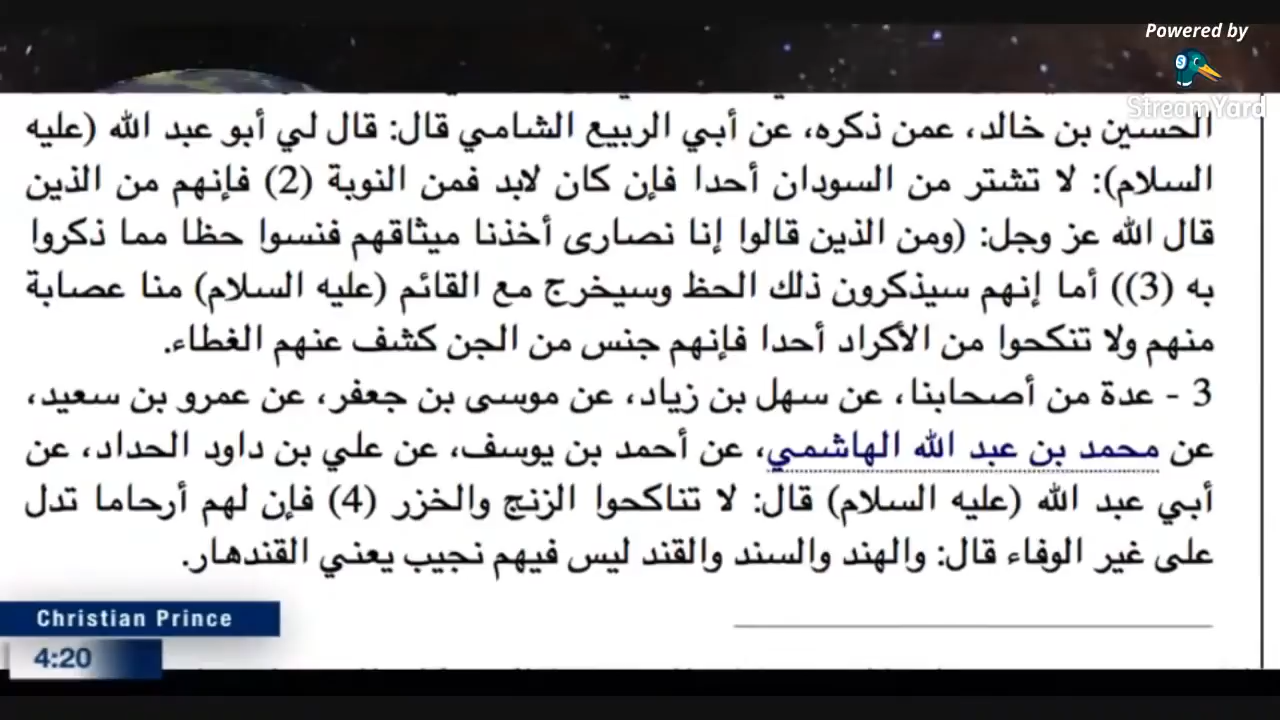 Powered by
StreamYard
الحسين بن خالد، عمن ذكره، عن أبي الربيع الشامي قال: قال لي أبو عبد الله (عليه
السلام): لا تشتر من السودان أحدا فإن كان لابد فمن النوبة (2) فإنهم من الذين
قال الله عز وجل: (ومن الذين قالوا إنا نصارى أخذنا ميثاقهم فنسوا حظا مما ذكروا
به (3)) أما إنهم سيذكرون ذلك الحظ وسيخرج مع القائم (عليه السلام) منا عصابة
منهم ولا تنكحوا من الأكراد أحدا فإنهم جنس من الجن كشف عنهم الغطاء.
3 - عدة من أصحابنا، عن سهل بن زياد، عن موسى بن جعفر، عن عمرو بن سعيد،
عن محمد بن عبد الله الهاشمي، عن أحمد بن يوسف، عن علي بن داود الحداد، عن
أبي عبد الله (عليه السلام) قال: لا تناكحوا الزنج والخزر (4) فإن لهم أرحاما تدل
على غير الوفاء قال: والهند والسند والقند ليس فيهم نجيب يعني القندهار.
Christian Prince
4:20